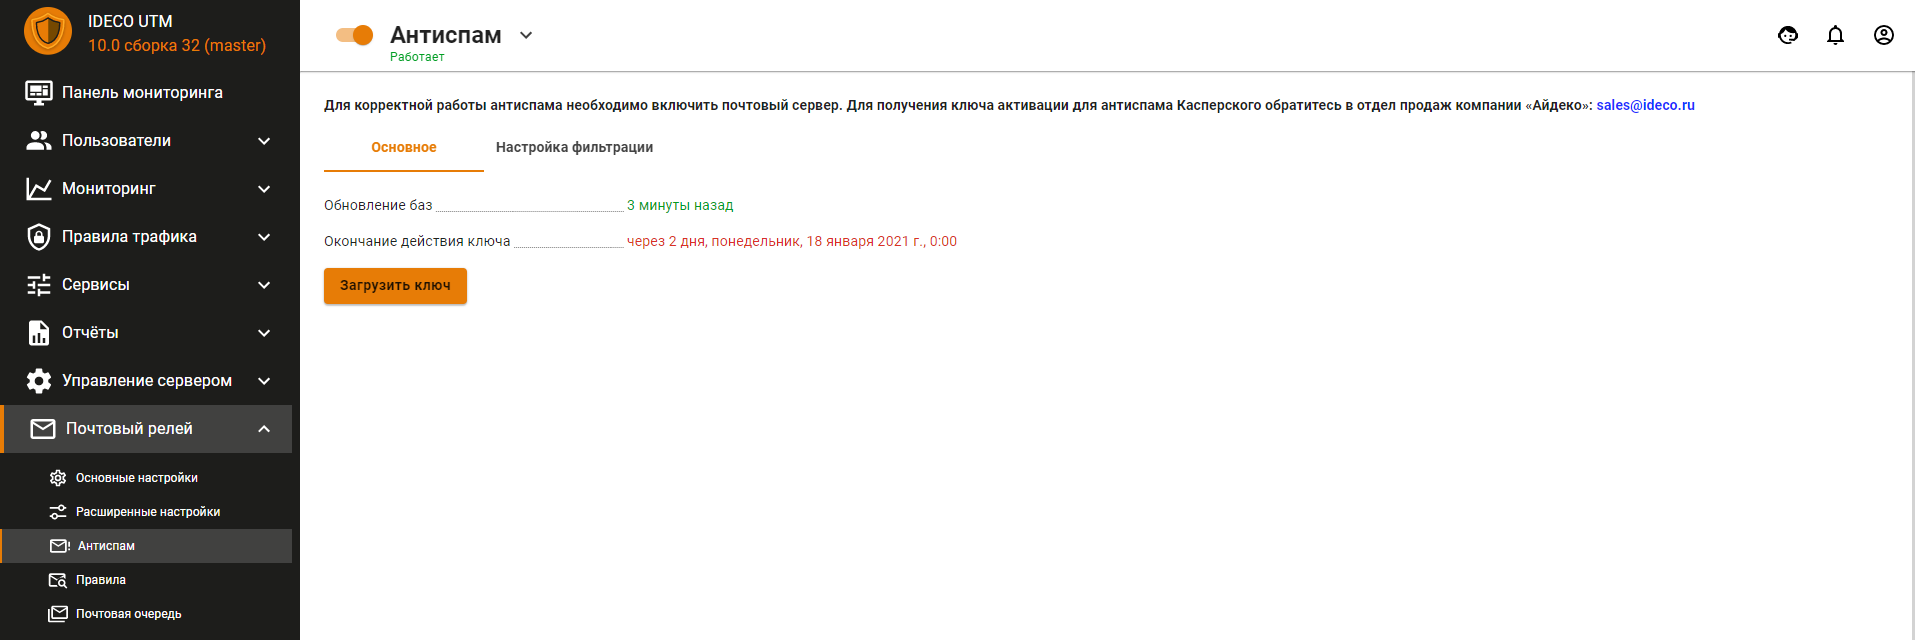 IDECO UTM
10.0 сборка 32 (master)
Панель мониторинга
Пользователи
Мониторинг
Правила трафика
Сервисы
Отчёты
Управление сервером
Почтовый релей
Основные настройки
Расширенные настройки
Антиспам
Правила
Почтовая очередь
Антиспам
Работает
Для корректной работы антиспама необходимо включить почтовый сервер. Для получения ключа активации для антиспама Касперского обратитесь в отдел продаж компании «Айдеко»: sales@ideco.ru
Основное Настройка фильтрации
Обновление баз 3 минуты назад
Окончание действия ключа через 2 дня, понедельник, 18 января 2021 г., 0:00
Загрузить ключ